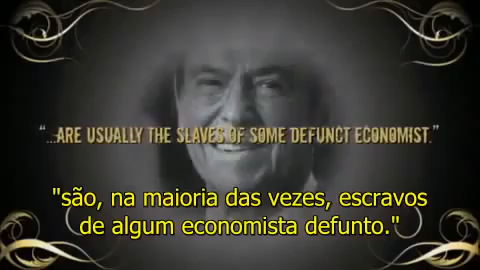 “...ARE USUALLY THE SLAVES OF SOME DEFUNCT ECONOMIST.”
"são, na maioria das vezes, escravos
de algum economista defunto."